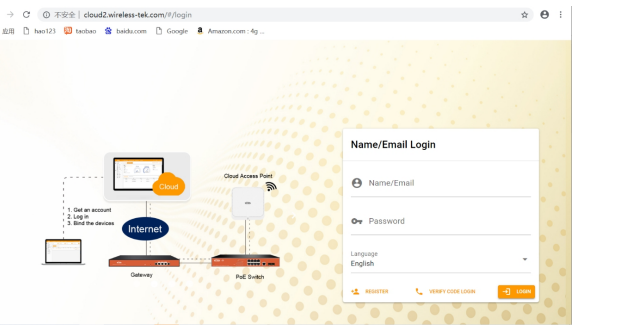 不安全 | cloud2.wireless-tek.com/#/login
应用 hao123 淘 taobao baidu.com Google Amazon.com : 4g ...
Name/Email Login
Name/Email
Password
Language
English
REGISTER VERIFY CODE LOGIN LOGIN
Cloud Access Point
Cloud
1. Get an account
2. Log in
3. Bind the devices
Internet
Gateway
PoE Switch